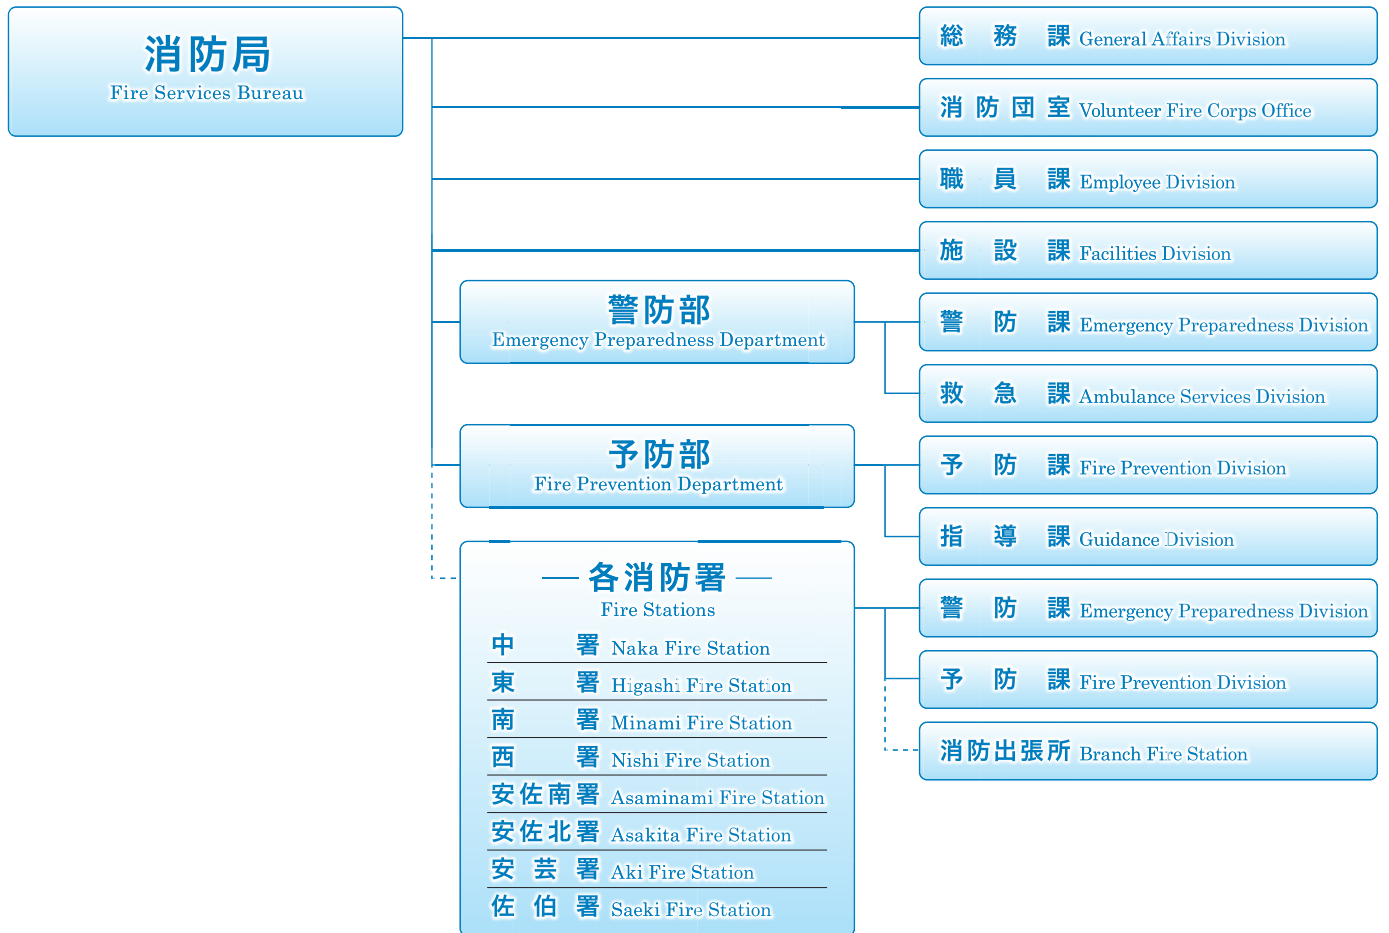 消防局
Fire Services Bureau
総務課 General Affairs Division
消防団室 Volunteer Fire Corps Office
職員課 Employee Division
施設課 Facilities Division
警防部
Emergency Preparedness Department
警防課 Emergency Preparedness Division
救急課 Ambulance Services Division
予防部
Fire Prevention Department
予防課 Fire Prevention Division
指導課 Guidance Division
各消防署
Fire Stations
中署 Naka Fire Station
東署 Higashi Fire Station
南署 Minami Fire Station
西署 Nishi Fire Station
安佐南署 Asaminami Fire Station
安佐北署 Asakita Fire Station
安芸署 Aki Fire Station
佐伯署 Saeki Fire Station
警防課 Emergency Preparedness Division
予防課 Fire Prevention Division
消防出張所 Branch Fire Station